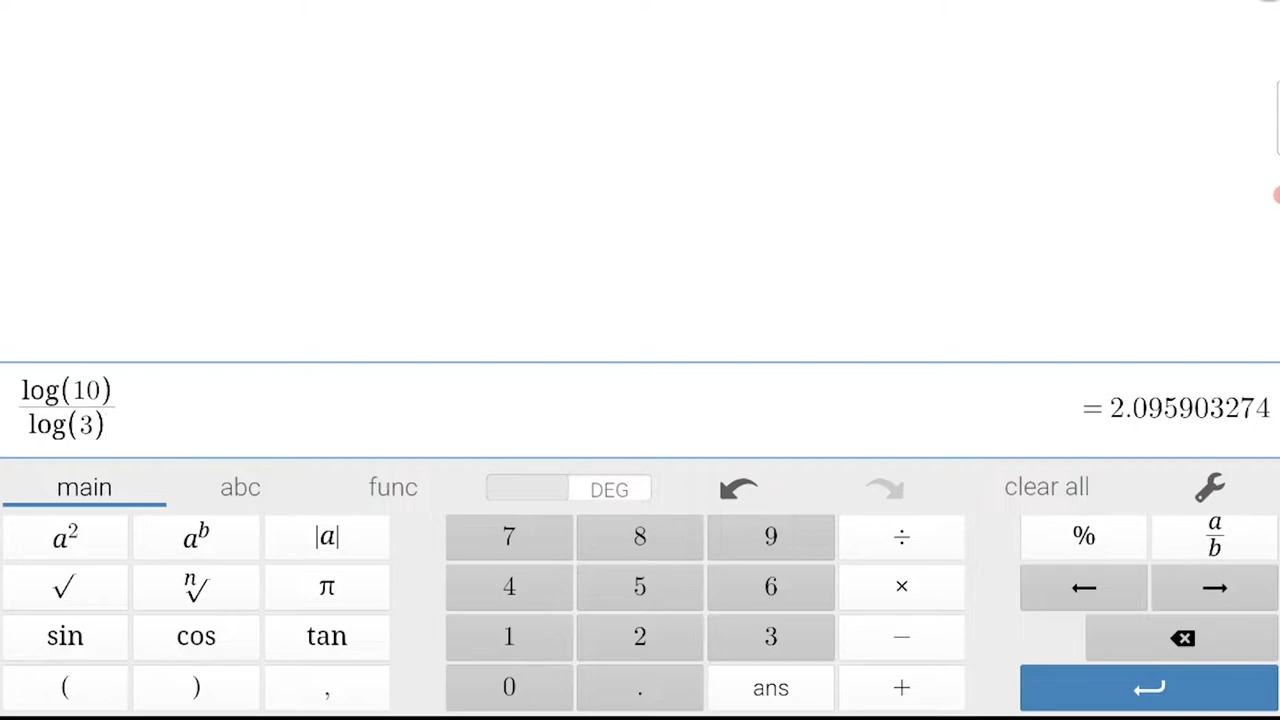 log(10)
log(3)
= 2.095903274
main abc func DEG clear all
a² aᵇ |a| 7 8 9 ÷ % a/b
√ ⁿ√ π 4 5 6 × ← →
sin cos tan 1 2 3 −
( ) , 0 . ans +